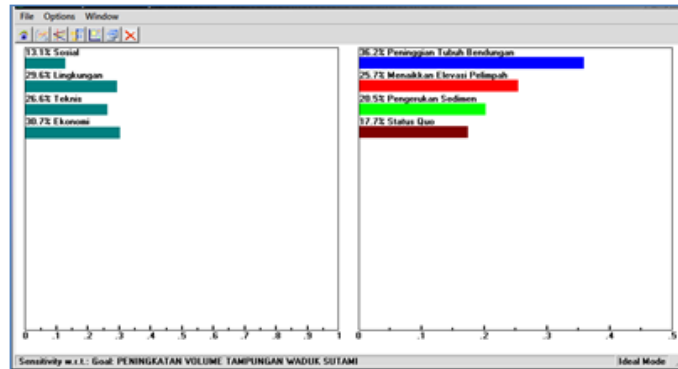 File Options Window
13.1% Sosial
29.6% Lingkungan
26.6% Teknis
30.7% Ekonomi
0 .1 .2 .3 .4 .5 .6 .7 .8 .9 1
36.2% Peninggian Tubuh Bendungan
25.7% Menaikkan Elevasi Pelimpah
20.5% Pengerukan Sedimen
17.7% Status Quo
0 .1 .2 .3 .4 .5
Sensitivity w.r.t.: Goal: PENINGKATAN VOLUME TAMPUNGAN WADUK SUTAMI
Ideal Mode